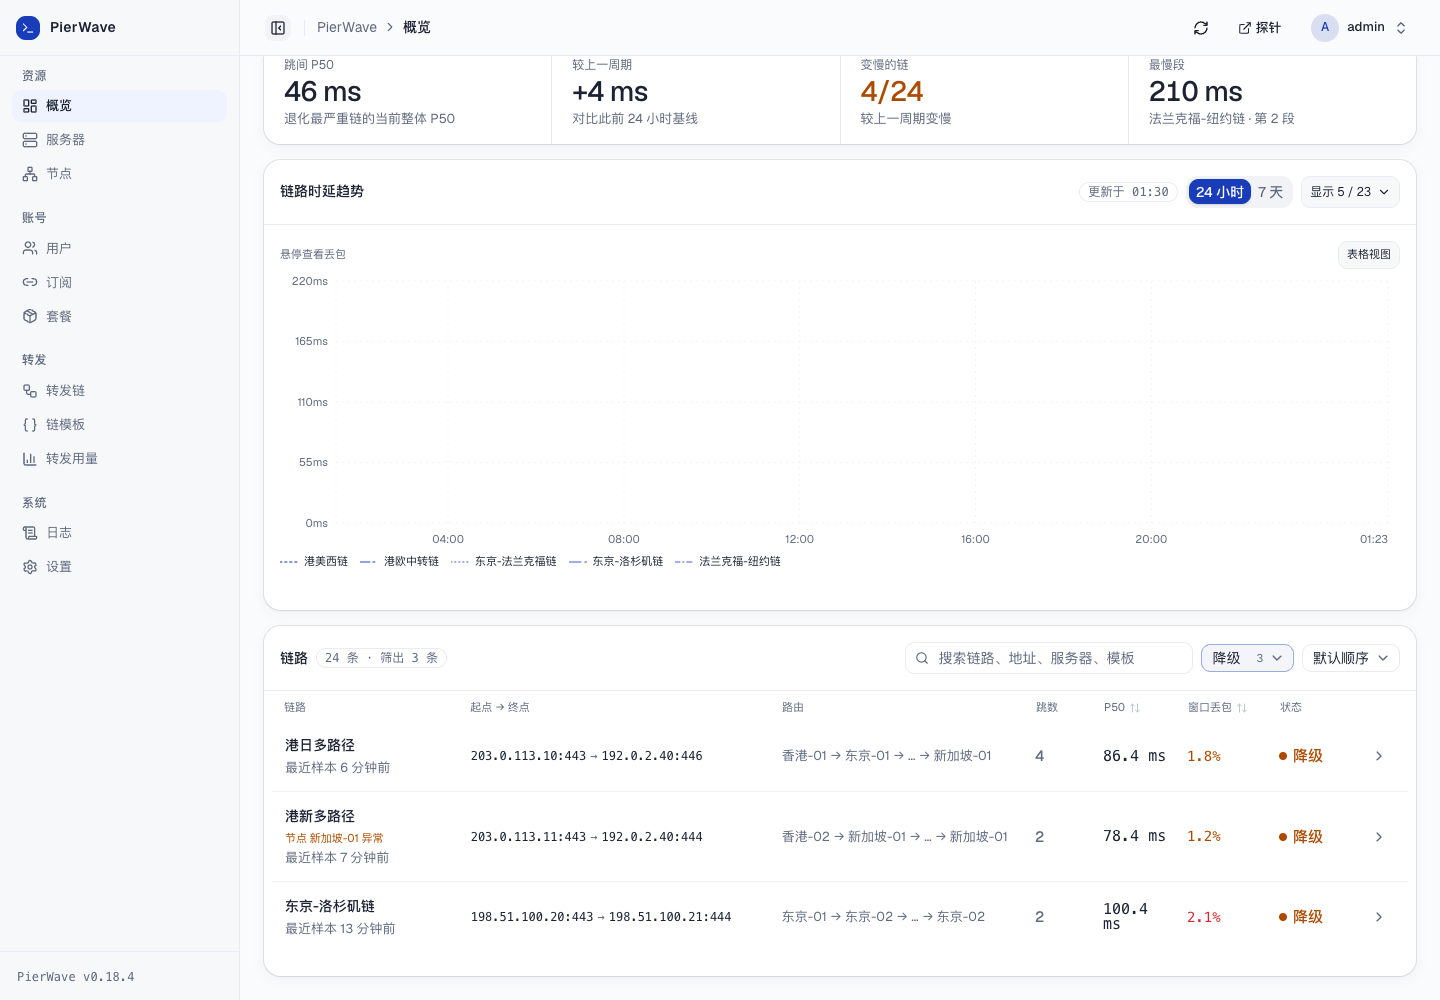 PierWave
PierWave > 概览
探针
A admin
资源
概览
服务器
节点
账号
用户
订阅
套餐
转发
转发链
链模板
转发用量
系统
日志
设置
PierWave v0.18.4
跳间 P50
46 ms
退化最严重链的当前整体 P50
较上一周期
+4 ms
对比此前 24 小时基线
变慢的链
4/24
较上一周期变慢
最慢段
210 ms
法兰克福-纽约链 · 第 2 段
链路时延趋势
更新于 01:30
24 小时 7 天
显示 5 / 23
悬停查看丢包
表格视图
220ms
165ms
110ms
55ms
0ms
04:00 08:00 12:00 16:00 20:00 01:23
港美西链 港欧中转链 东京-法兰克福链 东京-洛杉矶链 法兰克福-纽约链
链路 24 条 · 筛出 3 条
搜索链路、地址、服务器、模板
降级 3
默认顺序
链路 起点 → 终点 路由 跳数 P50 窗口丢包 状态
港日多路径
最近样本 6 分钟前
203.0.113.10:443 → 192.0.2.40:446
香港-01 → 东京-01 → … → 新加坡-01
4
86.4 ms
1.8%
降级
港新多路径
节点 新加坡-01 异常
最近样本 7 分钟前
203.0.113.11:443 → 192.0.2.40:444
香港-02 → 新加坡-01 → … → 新加坡-01
2
78.4 ms
1.2%
降级
东京-洛杉矶链
最近样本 13 分钟前
198.51.100.20:443 → 198.51.100.21:444
东京-01 → 东京-02 → … → 东京-02
2
100.4
ms
2.1%
降级